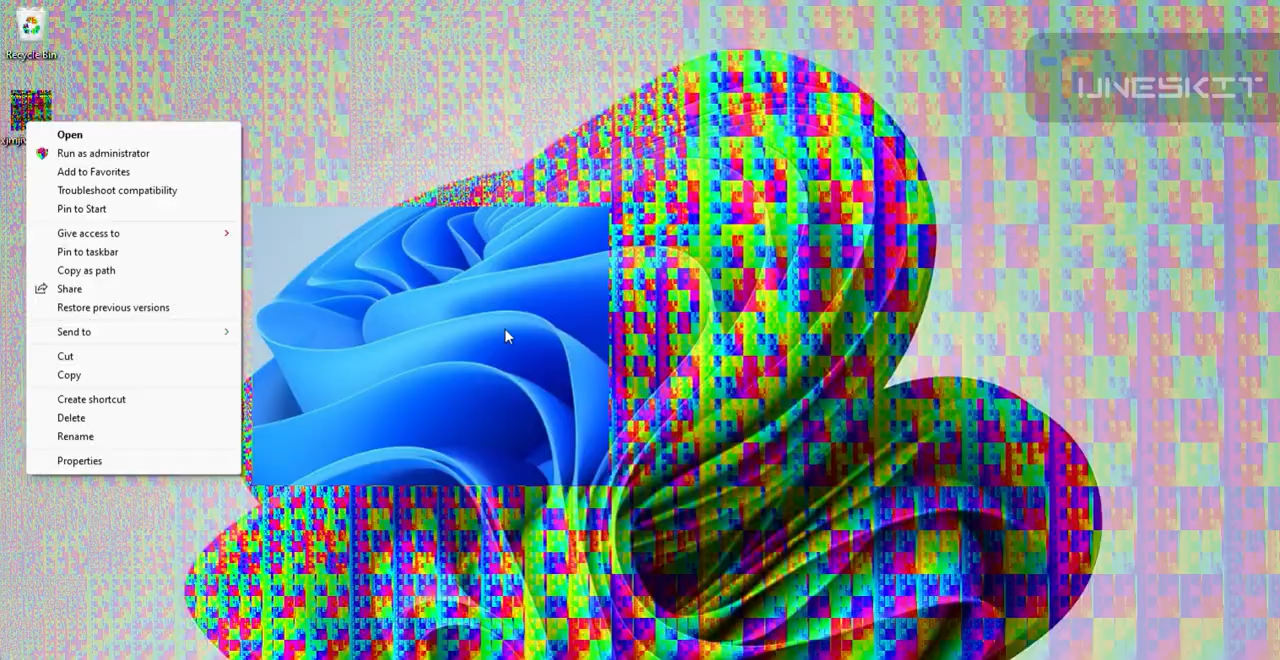 Recycle Bin
TUNESKIT
Open
Run as administrator
Add to Favorites
Troubleshoot compatibility
Pin to Start
Give access to
Pin to taskbar
Copy as path
Share
Restore previous versions
Send to
Cut
Copy
Create shortcut
Delete
Rename
Properties